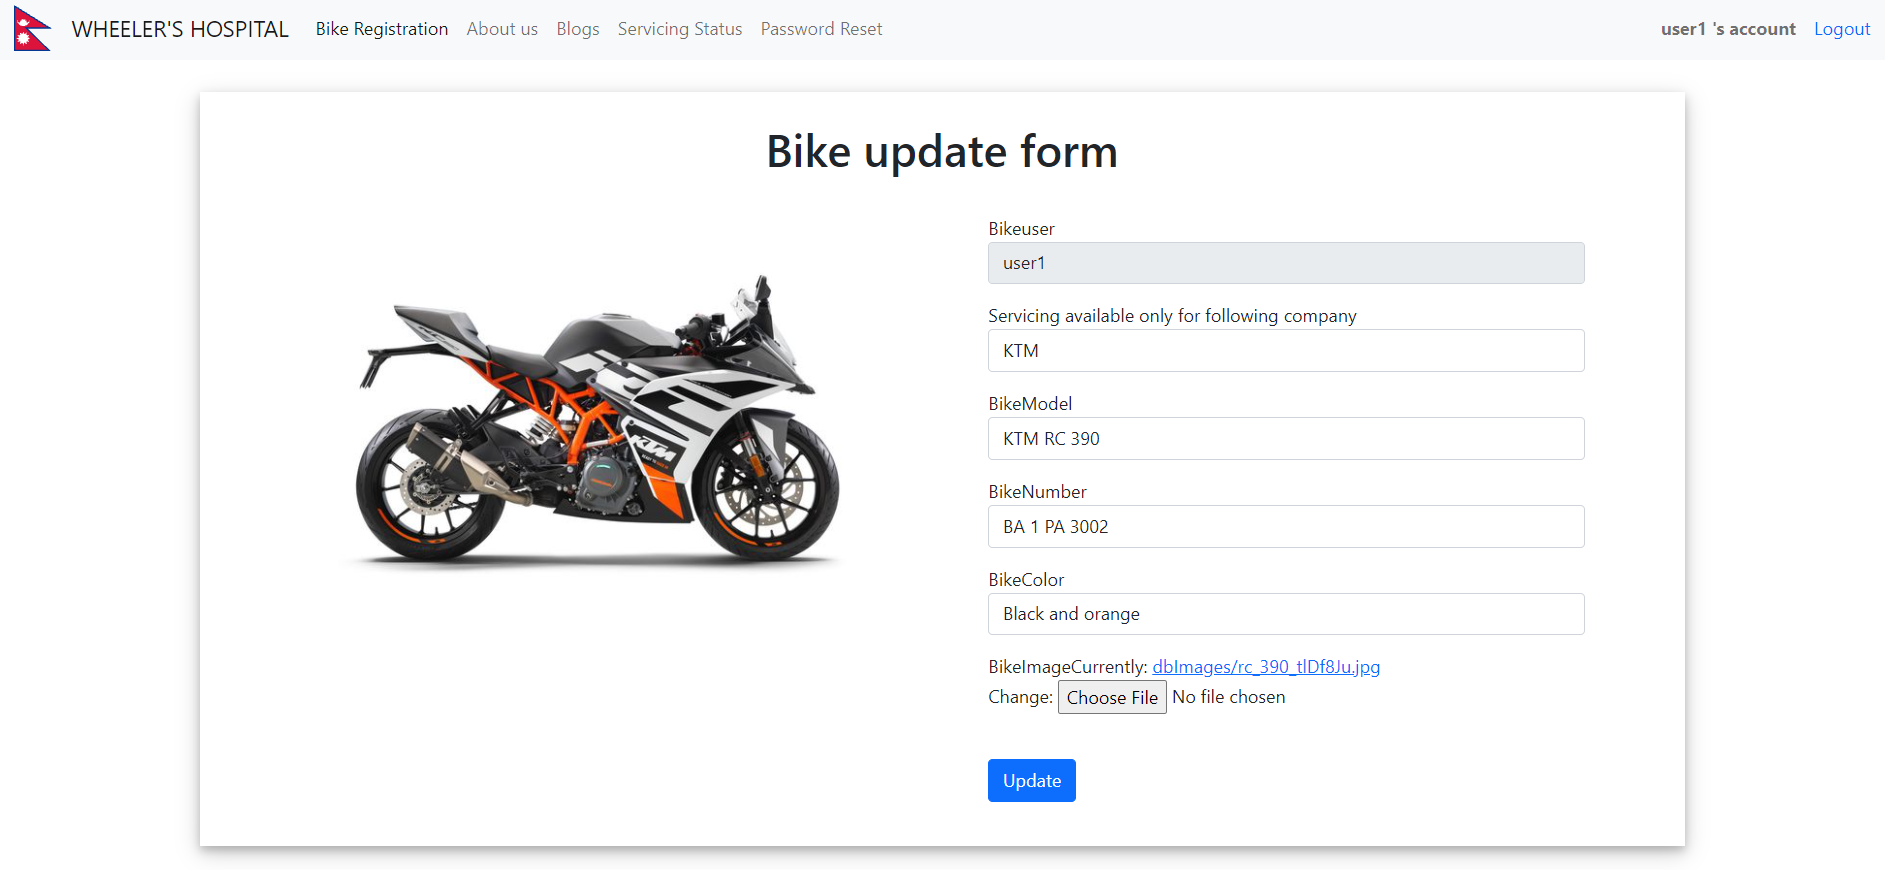 WHEELER'S HOSPITAL Bike Registration About us Blogs Servicing Status Password Reset user1 's account Logout
Bike update form
Bikeuser
user1
Servicing available only for following company
KTM
BikeModel
KTM RC 390
BikeNumber
BA 1 PA 3002
BikeColor
Black and orange
BikeImageCurrently: dbImages/rc_390_tlDf8Ju.jpg
Change: Choose File No file chosen
Update
KTM